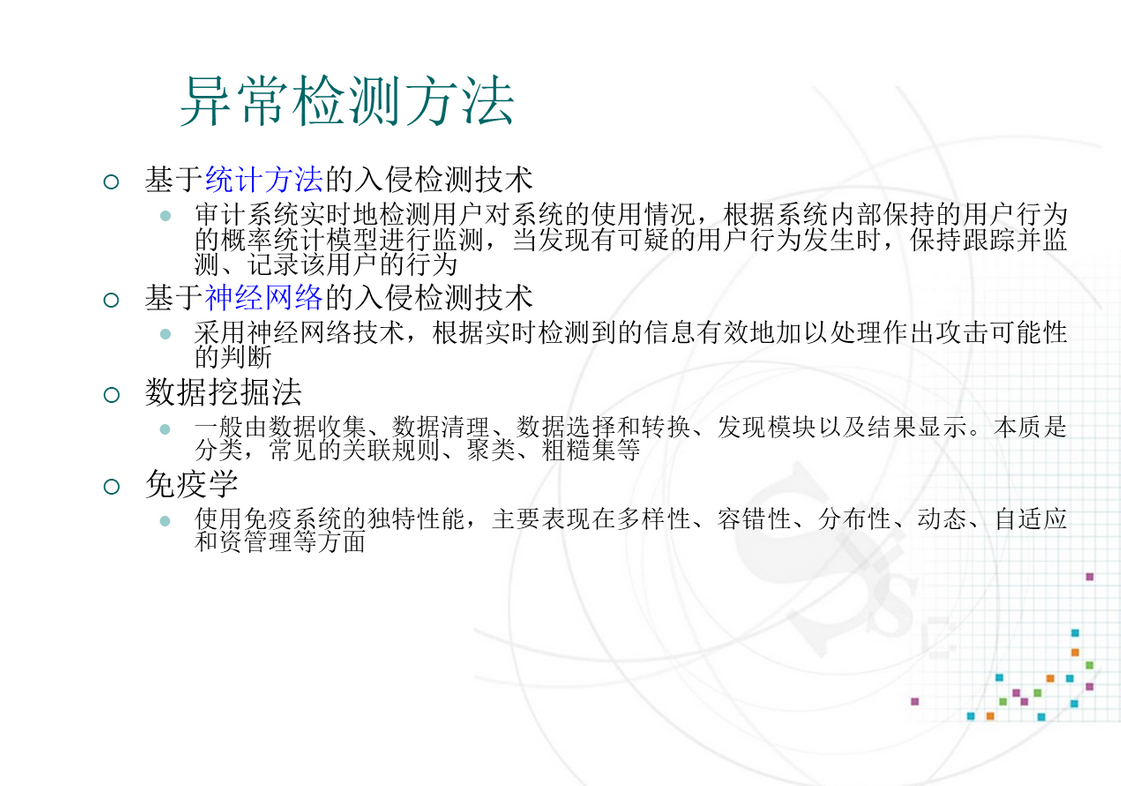 异常检测方法
基于统计方法的入侵检测技术
审计系统实时地检测用户对系统的使用情况，根据系统内部保持的用户行为
的概率统计模型进行监测，当发现有可疑的用户行为发生时，保持跟踪并监
测、记录该用户的行为
基于神经网络的入侵检测技术
采用神经网络技术，根据实时检测到的信息有效地加以处理作出攻击可能性
的判断
数据挖掘法
一般由数据收集、数据清理、数据选择和转换、发现模块以及结果显示。本质是
分类，常见的关联规则、聚类、粗糙集等
免疫学
使用免疫系统的独特性能，主要表现在多样性、容错性、分布性、动态、自适应
和资管理等方面